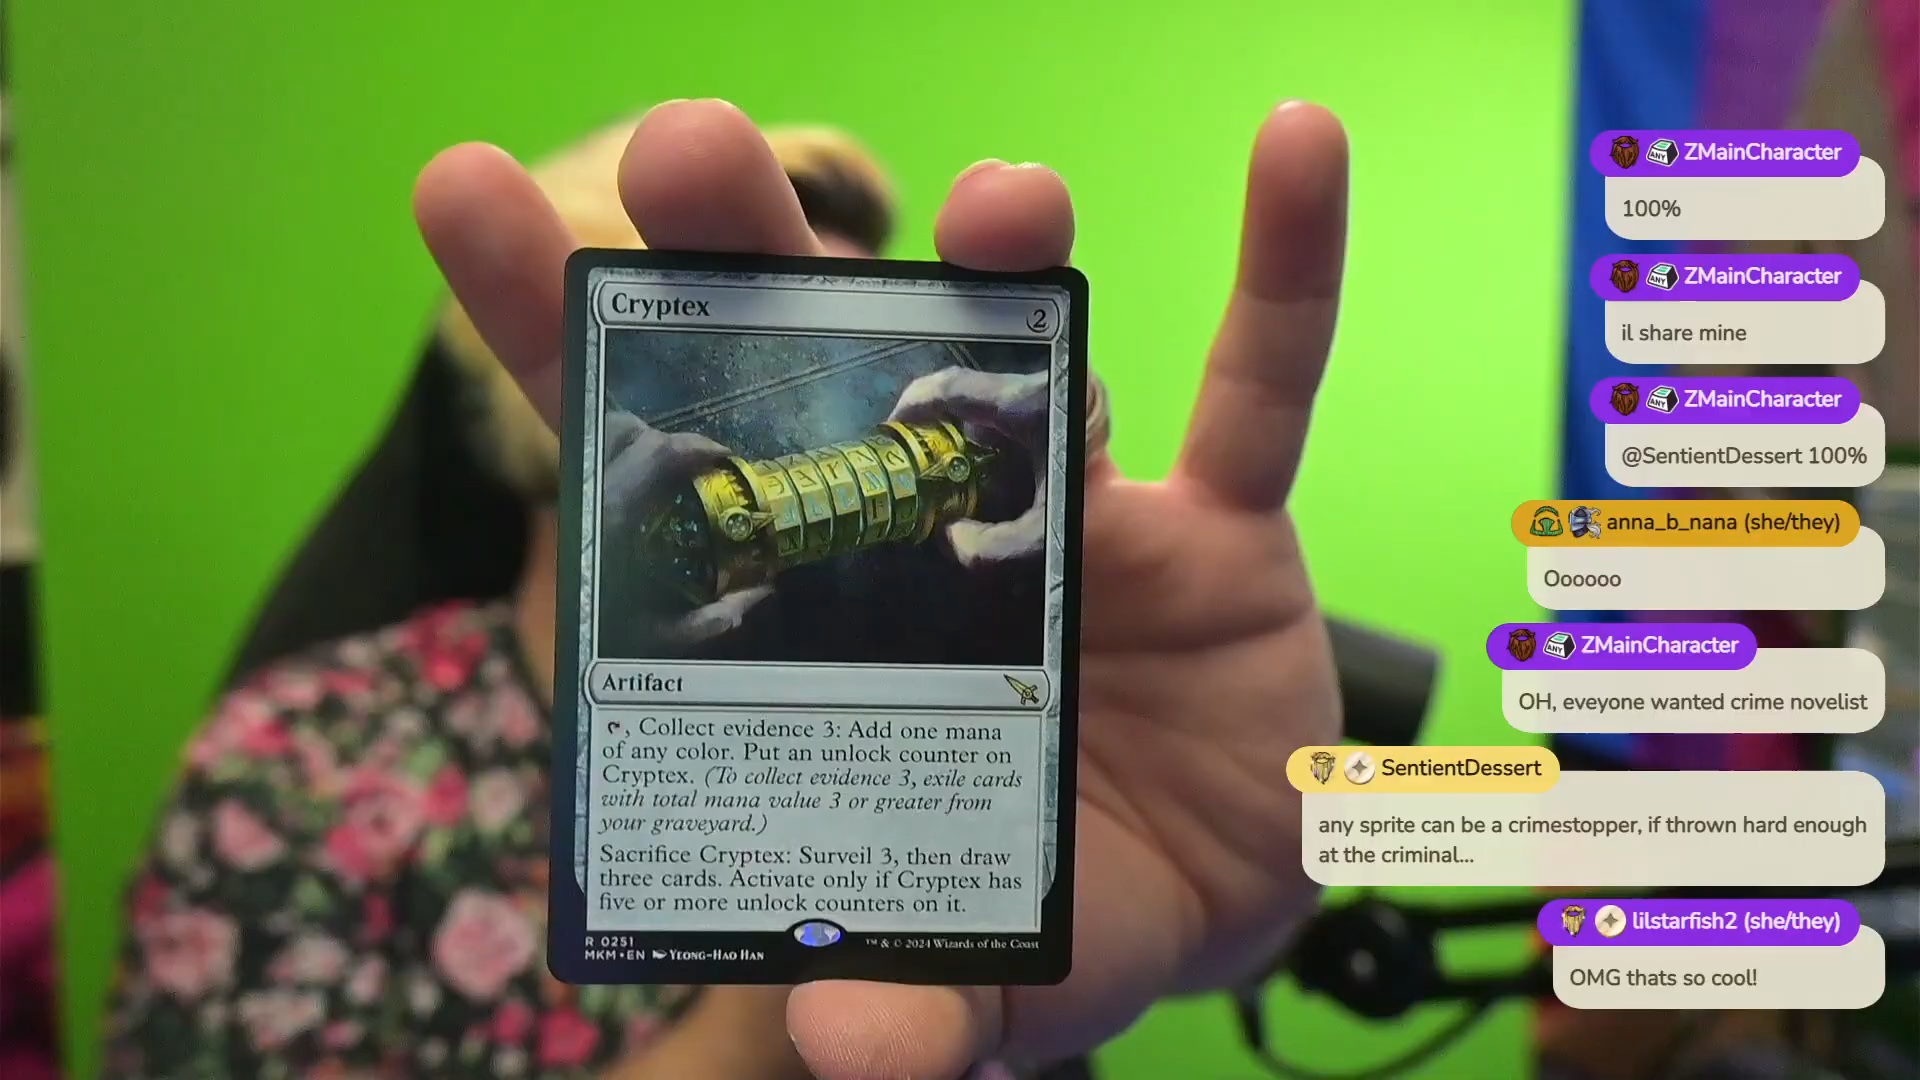 Cryptex
2
Artifact
, Collect evidence 3: Add one mana
of any color. Put an unlock counter on
Cryptex. (To collect evidence 3, exile cards
with total mana value 3 or greater from
your graveyard.)
Sacrifice Cryptex: Surveil 3, then draw
three cards. Activate only if Cryptex has
five or more unlock counters on it.
R 0251
MKM • EN YEONG-HAO HAN
™ & © 2024 Wizards of the Coast
ANY ZMainCharacter
100%
ANY ZMainCharacter
il share mine
ANY ZMainCharacter
@SentientDessert 100%
anna_b_nana (she/they)
Oooooo
ANY ZMainCharacter
OH, eveyone wanted crime novelist
SentientDessert
any sprite can be a crimestopper, if thrown hard enough
at the criminal...
lilstarfish2 (she/they)
OMG thats so cool!